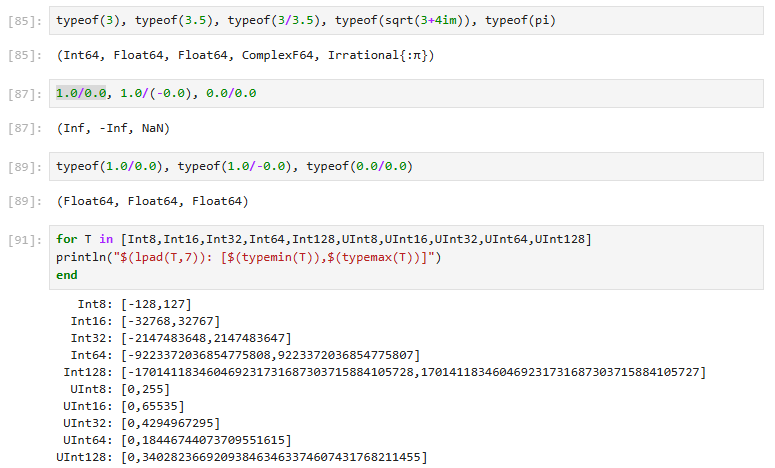 [85]: typeof(3), typeof(3.5), typeof(3/3.5), typeof(sqrt(3+4im)), typeof(pi)
[85]: (Int64, Float64, Float64, ComplexF64, Irrational{:π})
[87]: 1.0/0.0, 1.0/(-0.0), 0.0/0.0
[87]: (Inf, -Inf, NaN)
[89]: typeof(1.0/0.0), typeof(1.0/-0.0), typeof(0.0/0.0)
[89]: (Float64, Float64, Float64)
[91]: for T in [Int8,Int16,Int32,Int64,Int128,UInt8,UInt16,UInt32,UInt64,UInt128]
println("$(lpad(T,7)): [$(typemin(T)),$(typemax(T))]")
end
Int8: [-128,127]
Int16: [-32768,32767]
Int32: [-2147483648,2147483647]
Int64: [-9223372036854775808,9223372036854775807]
Int128: [-170141183460469231731687303715884105728,170141183460469231731687303715884105727]
UInt8: [0,255]
UInt16: [0,65535]
UInt32: [0,4294967295]
UInt64: [0,18446744073709551615]
UInt128: [0,340282366920938463463374607431768211455]